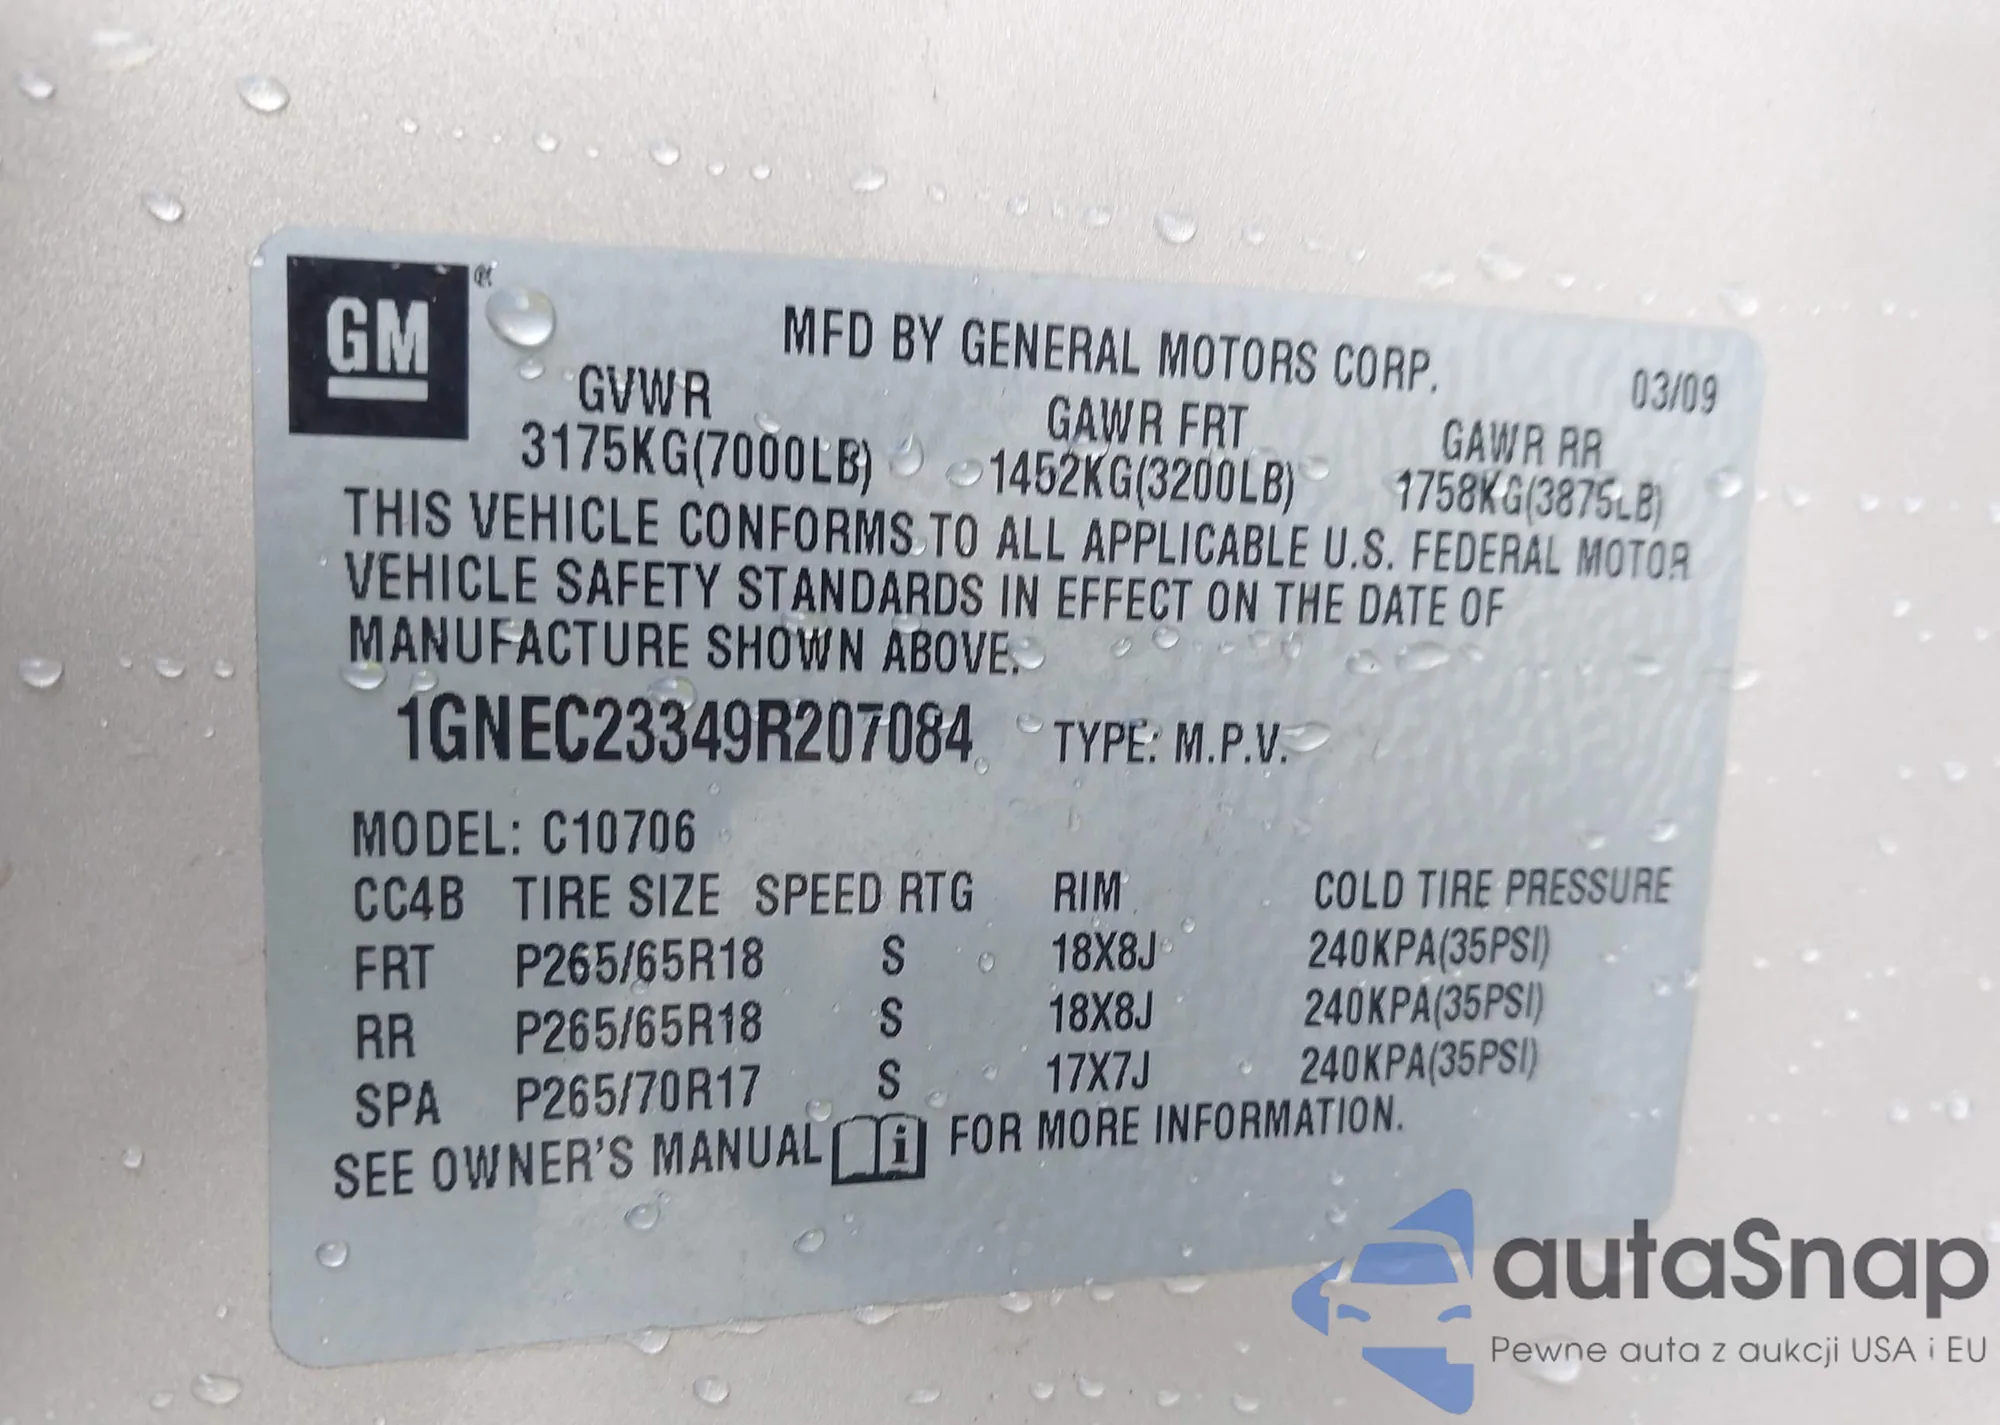 GM
MFD BY GENERAL MOTORS CORP.
03/09
GVWR GAWR FRT GAWR RR
3175KG(7000LB) 1452KG(3200LB) 1758KG(3875LB)
THIS VEHICLE CONFORMS TO ALL APPLICABLE U.S. FEDERAL MOTOR
VEHICLE SAFETY STANDARDS IN EFFECT ON THE DATE OF
MANUFACTURE SHOWN ABOVE.
1GNEC23349R207084 TYPE: M.P.V.
MODEL: C10706
CC4B TIRE SIZE SPEED RTG RIM COLD TIRE PRESSURE
FRT P265/65R18 S 18X8J 240KPA(35PSI)
RR P265/65R18 S 18X8J 240KPA(35PSI)
SPA P265/70R17 S 17X7J 240KPA(35PSI)
SEE OWNER'S MANUAL i FOR MORE INFORMATION.
autaSnap
Pewne auta z aukcji USA i EU